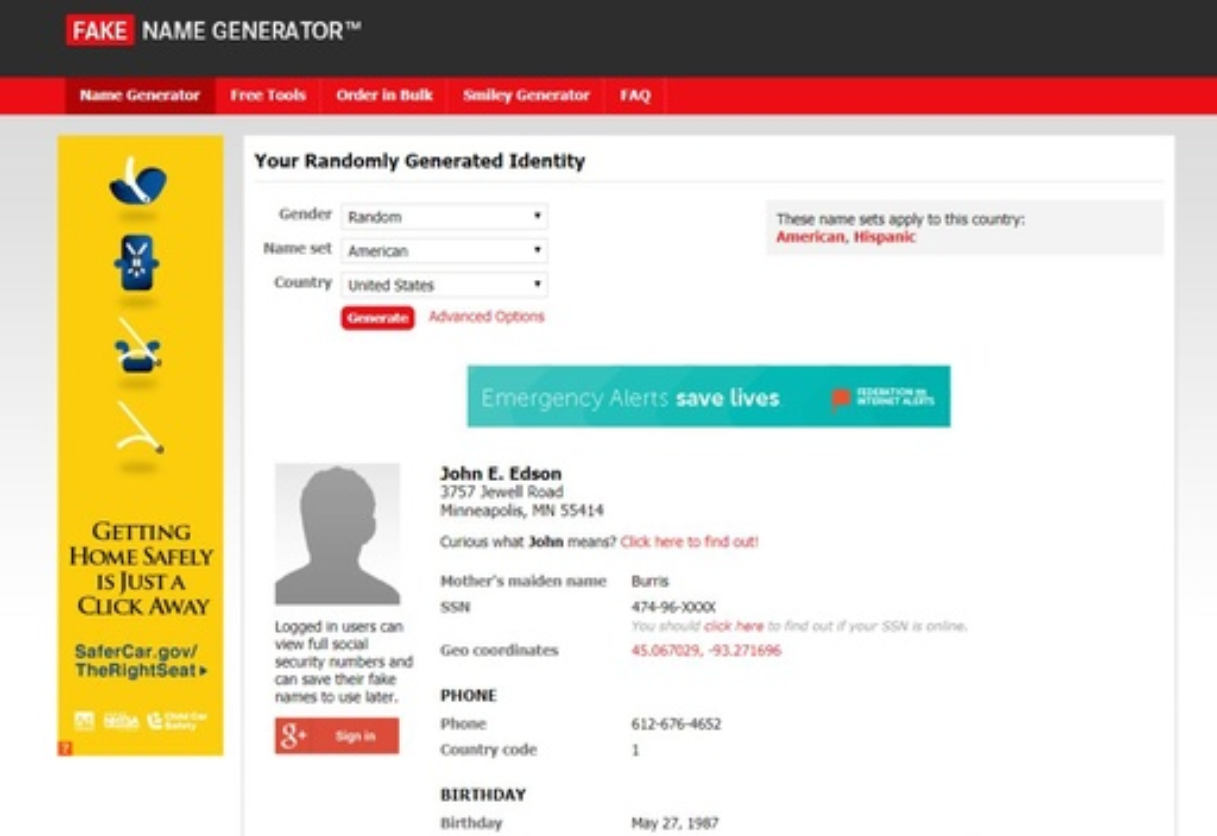 FAKE NAME GENERATOR™
Name Generator Free Tools Order in Bulk Smiley Generator FAQ
Your Randomly Generated Identity
Gender Random
Name set American
Country United States
Generate Advanced Options
These name sets apply to this country:
American, Hispanic
Emergency Alerts save lives
FEDERATION
INTERNET ALERTS
GETTING
HOME SAFELY
IS JUST A
CLICK AWAY
SaferCar.gov/
TheRightSeat
Ad
NHTSA
Child Car
Safety
?
Logged in users can
view full social
security numbers and
can save their fake
names to use later.
g+ Sign in
John E. Edson
3757 Jewell Road
Minneapolis, MN 55414
Curious what John means? Click here to find out!
Mother's maiden name Burris
SSN 474-96-XXXX
You should click here to find out if your SSN is online.
Geo coordinates 45.067029, -93.271696
PHONE
Phone 612-676-4652
Country code 1
BIRTHDAY
Birthday May 27, 1987